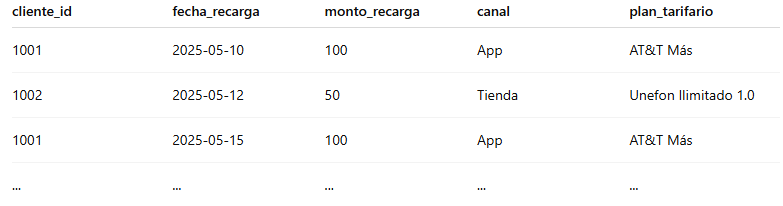 cliente_id fecha_recarga monto_recarga canal plan_tarifario
1001 2025-05-10 100 App AT&T Más
1002 2025-05-12 50 Tienda Unefon Ilimitado 1.0
1001 2025-05-15 100 App AT&T Más
... ... ... ... ...